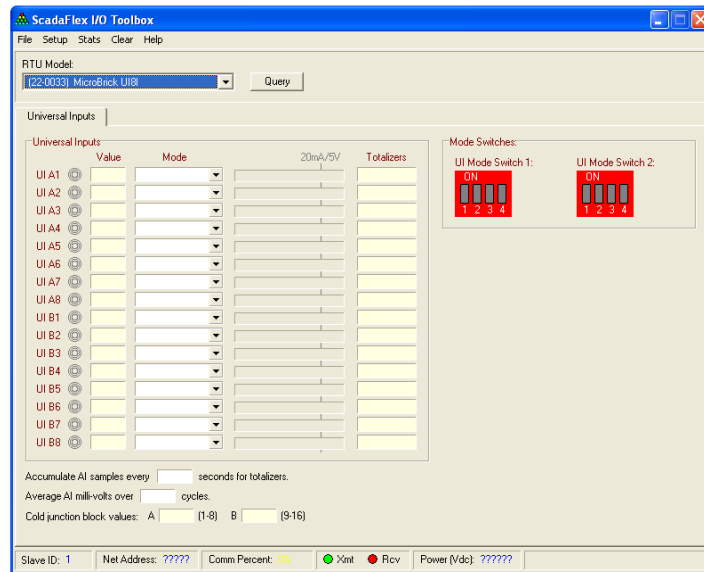 ScadaFlex I/O Toolbox
File Setup Stats Clear Help
RTU Model:
(22-0033) MicroBrick UI8I
Query
Universal Inputs
Universal Inputs
Value Mode 20mA/5V Totalizers
UI A1
UI A2
UI A3
UI A4
UI A5
UI A6
UI A7
UI A8
UI B1
UI B2
UI B3
UI B4
UI B5
UI B6
UI B7
UI B8
Mode Switches:
UI Mode Switch 1: UI Mode Switch 2:
ON ON
1 2 3 4 1 2 3 4
Accumulate AI samples every seconds for totalizers.
Average AI milli-volts over cycles.
Cold junction block values: A (1-8) B (9-16)
Slave ID: 1 Net Address: ????? Comm Percent: Xmt Rcv Power (Vdc): ??????